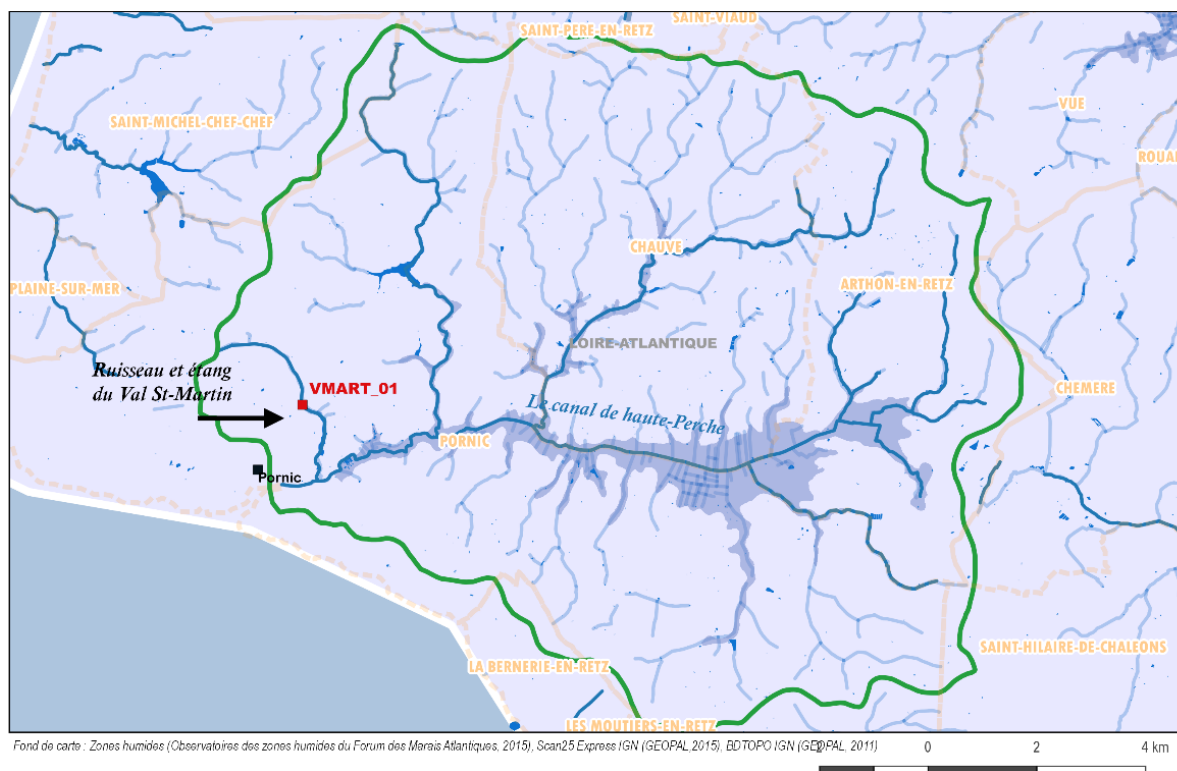 SAINT-VIAUD
SAINT-PERE-EN-RETZ
VUE
SAINT-MICHEL-CHEF-CHEF
ROUA
CHAUVE
PLAINE-SUR-MER
ARTHON-EN-RETZ
LOIRE-ATLANTIQUE
Ruisseau et étang
du Val St-Martin
VMART_01
CHEMERE
Le canal de haute-Perche
PORNIC
Pornic
SAINT-HILAIRE-DE-CHALEONS
LA BERNERIE-EN-RETZ
LES MOUTIERS-EN-RETZ
Fond de carte : Zones humides (Observatoires des zones humides du Forum des Marais Atlantiques, 2015), Scan25 Express IGN (GEOPAL,2015), BDTOPO IGN (GEOPAL, 2011)
2 0 2 4 km